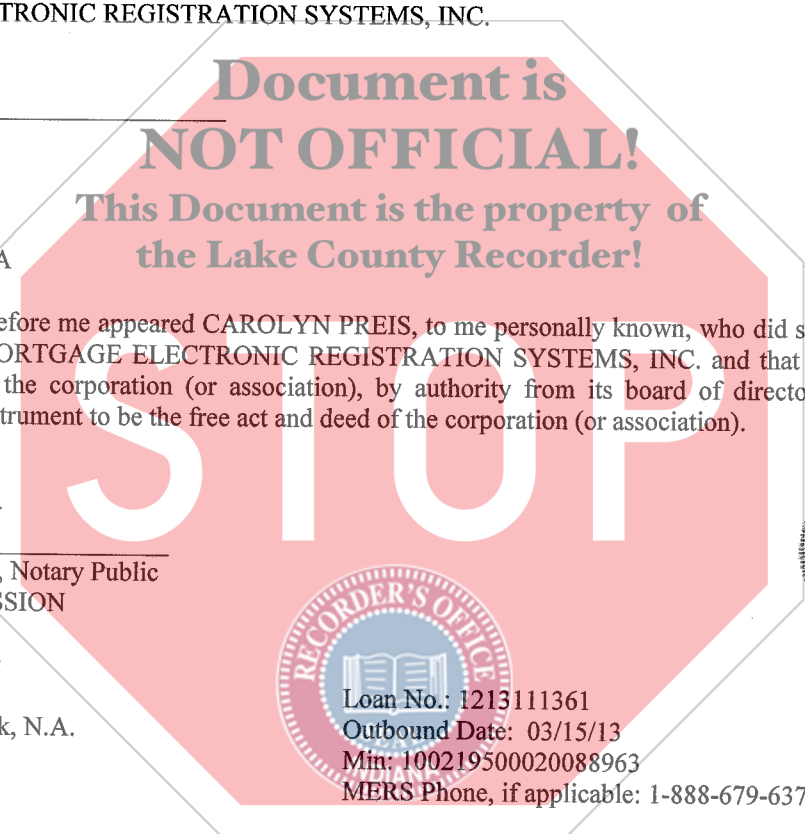 TRONIC REGISTRATION SYSTEMS, INC.
Document is
NOT OFFICIAL!
This Document is the property of
the Lake County Recorder!
A
efore me appeared CAROLYN PREIS, to me personally known, who did s
ORTGAGE ELECTRONIC REGISTRATION SYSTEMS, INC. and that
the corporation (or association), by authority from its board of directo
trument to be the free act and deed of the corporation (or association).
STOP
, Notary Public
SSION
RECORDER'S OFFICE
SEAL
INDIANA
k, N.A.
Loan No.: 1213111361
Outbound Date: 03/15/13
Min: 100219500020088963
MERS Phone, if applicable: 1-888-679-637